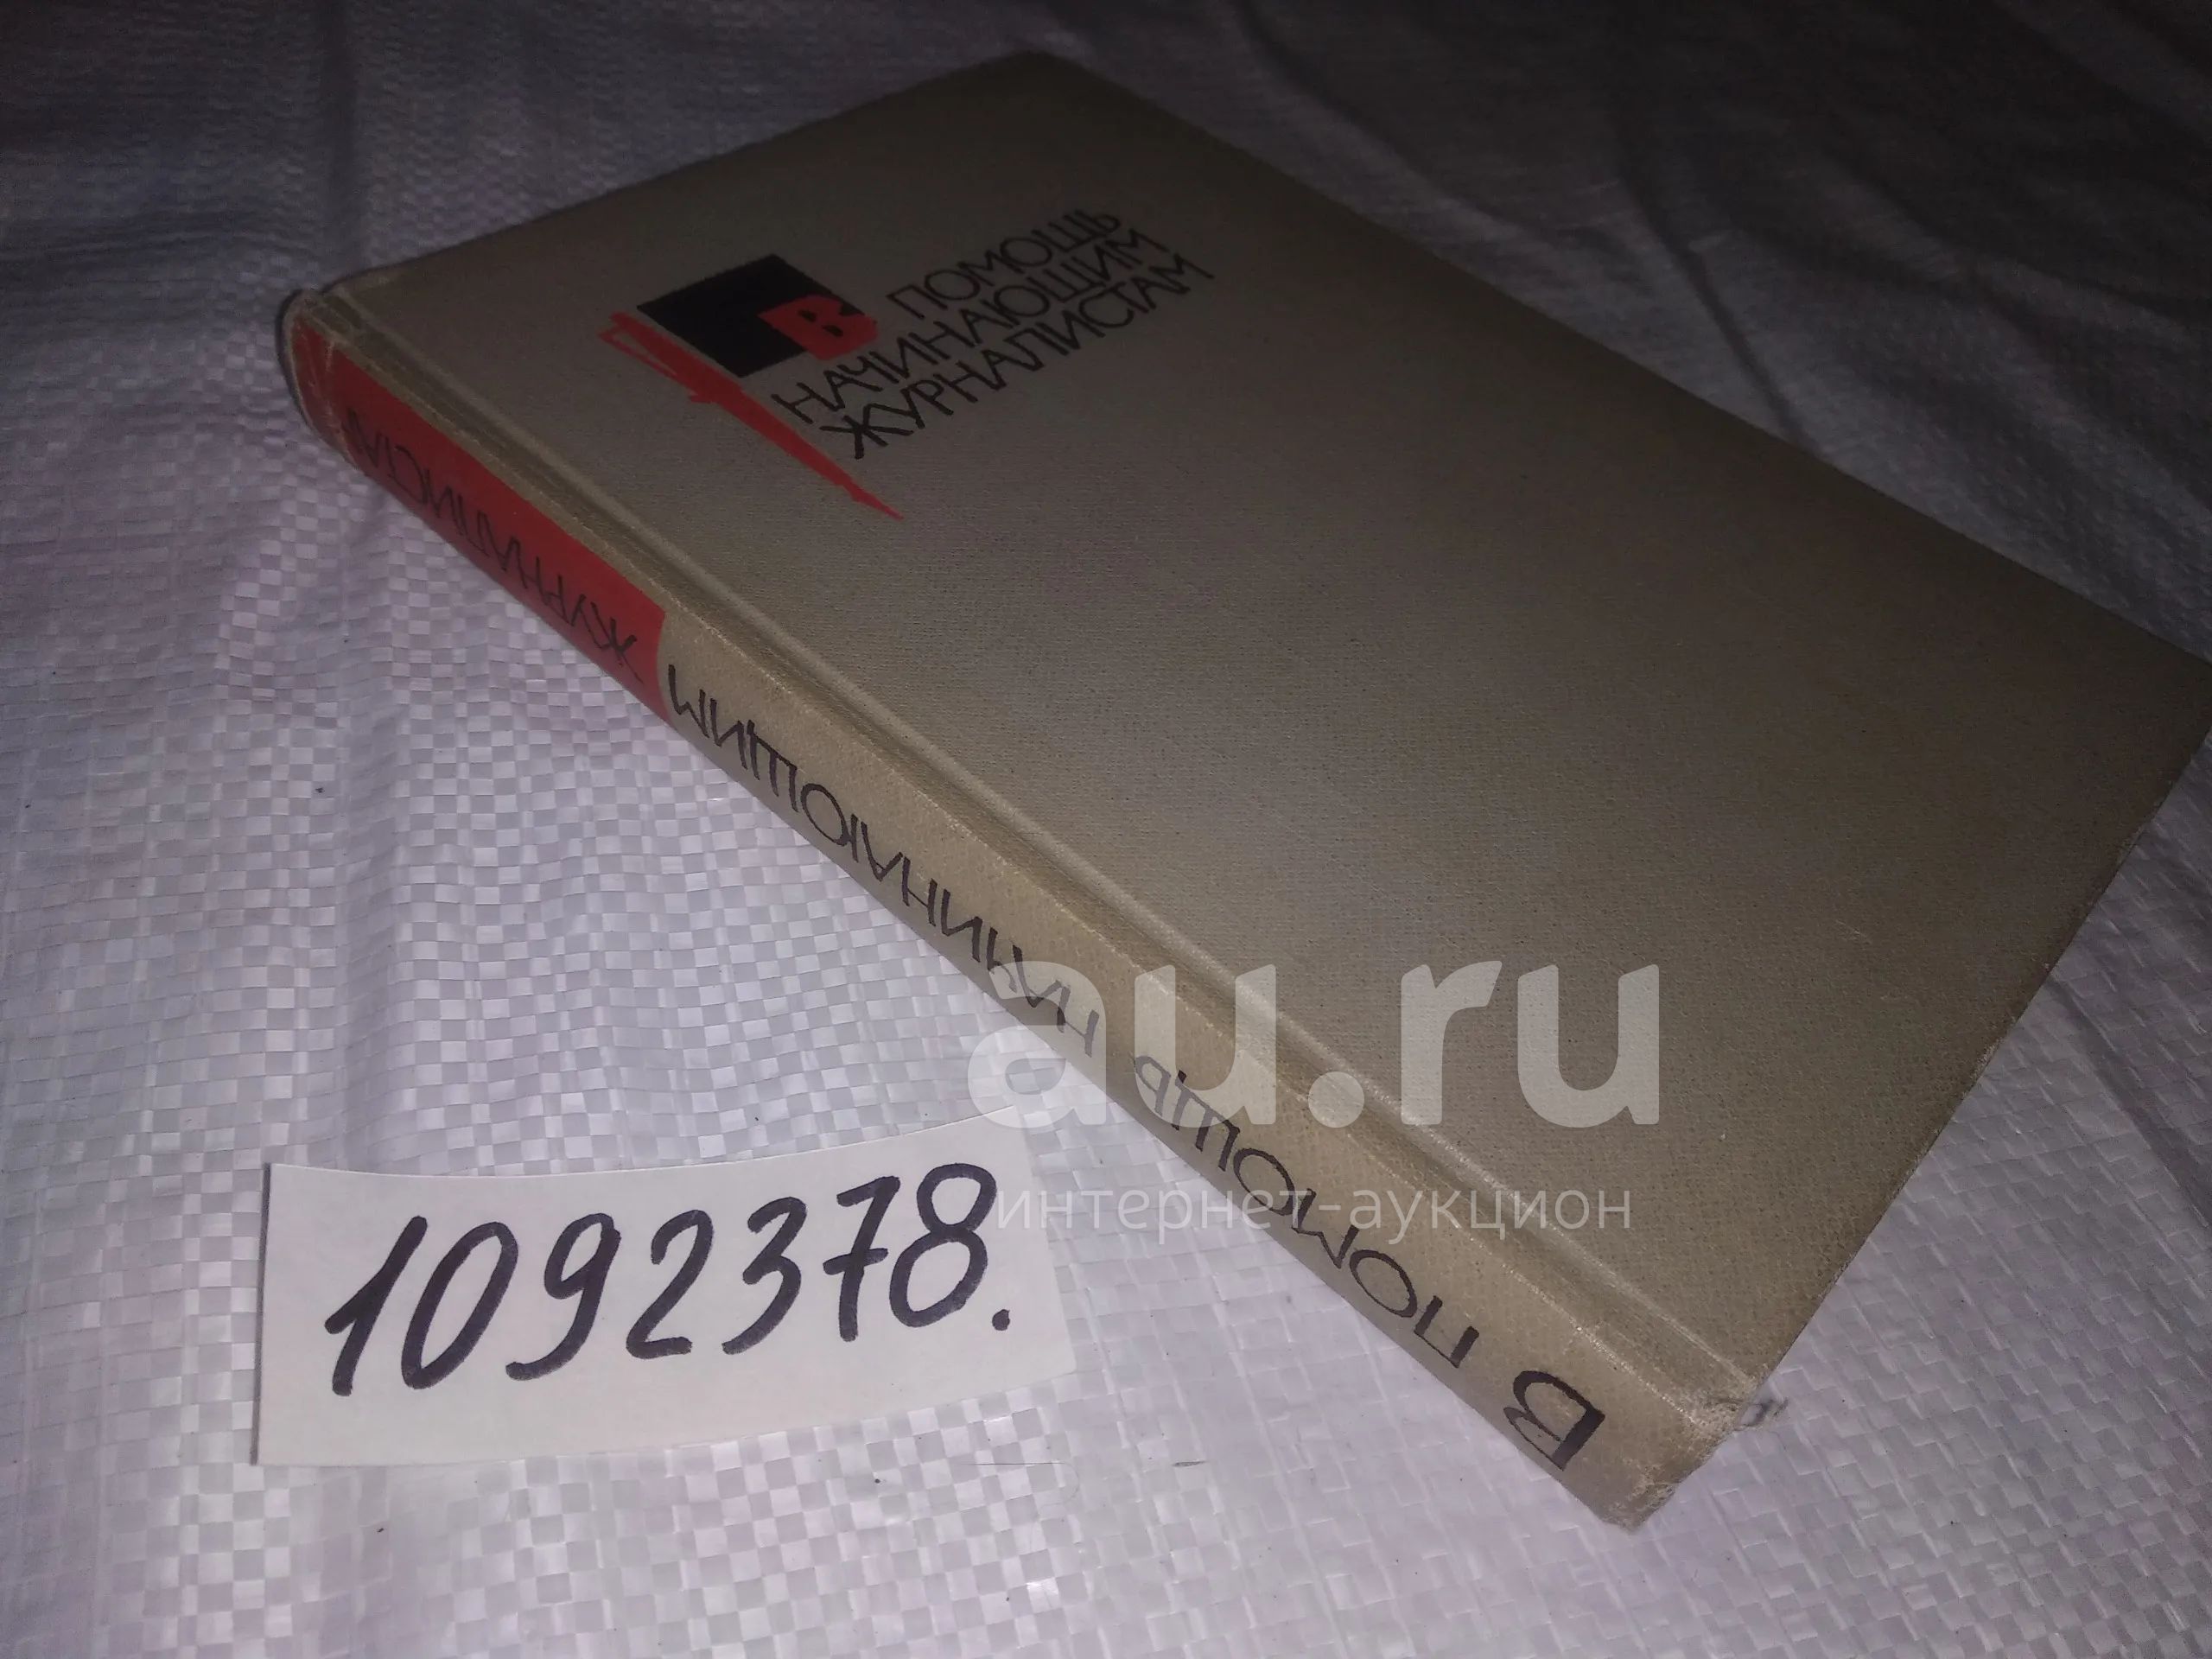 В ПОМОЩЬ
НАЧИНАЮЩИМ
ЖУРНАЛИСТАМ
В ПОМОЩЬ НАЧИНАЮЩИМ ЖУРНАЛИСТАМ
au.ru
интернет-аукцион
1092378.